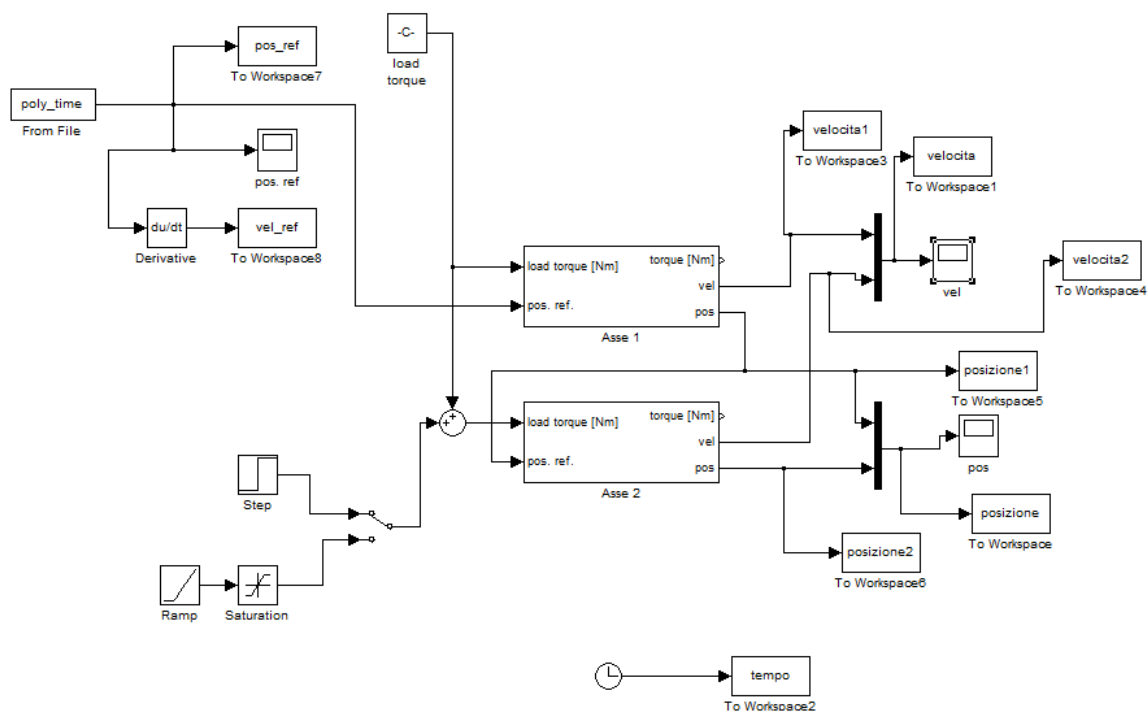 pos_ref
To Workspace7
-C-
load
torque
poly_time
From File
pos. ref
du/dt
Derivative
vel_ref
To Workspace8
velocita1
To Workspace3
velocita
To Workspace1
vel
velocita2
To Workspace4
load torque [Nm]
pos. ref.
torque [Nm]
vel
pos
Asse 1
posizione1
To Workspace5
load torque [Nm]
pos. ref.
torque [Nm]
vel
pos
Asse 2
pos
posizione
To Workspace
posizione2
To Workspace6
Step
Ramp
Saturation
tempo
To Workspace2